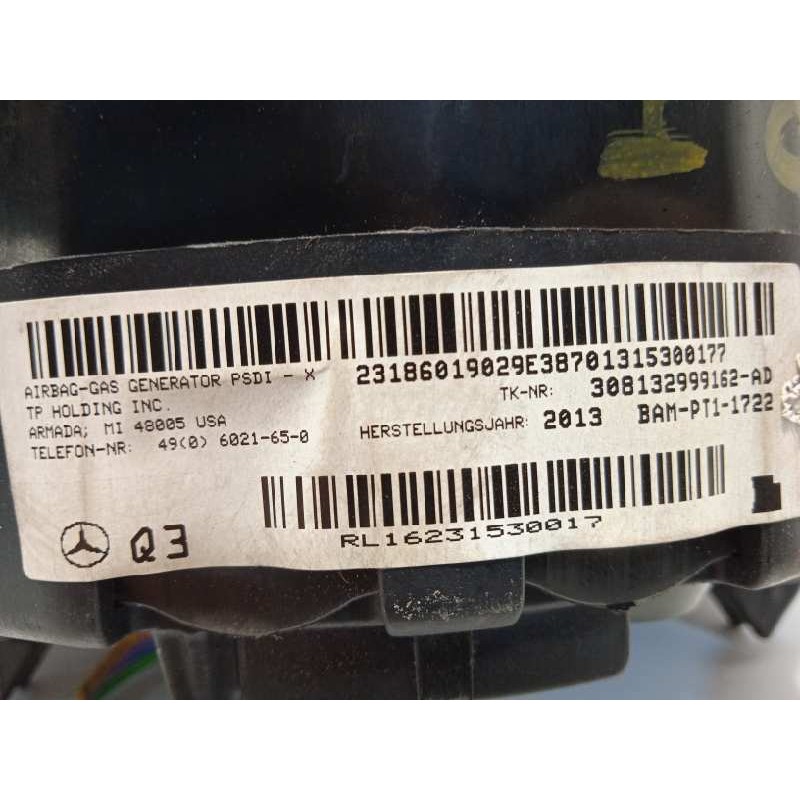 23186019029E38701315300177
AIRBAG-GAS GENERATOR PSDI - X
TP HOLDING INC.
ARMADA; MI 48005 USA
TELEFON-NR: 49(0) 6021-65-0
TK-NR: 308132999162-AD
HERSTELLUNGSJAHR: 2013 BAM-PT1-1722
RL16231530017
Q3